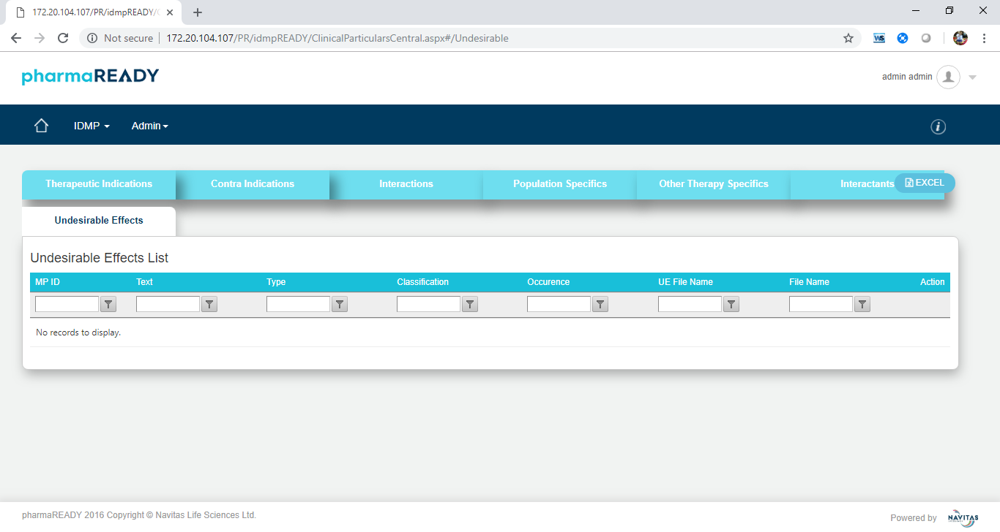 172.20.104.107/PR/idmpREADY/C
Not secure
172.20.104.107/PR/idmpREADY/ClinicalParticularsCentral.aspx#/Undesirable
WS
pharmaREADY
admin admin
IDMP
Admin
i
Therapeutic Indications
Contra Indications
Interactions
Population Specifics
Other Therapy Specifics
Interactants
EXCEL
Undesirable Effects
Undesirable Effects List
MP ID
Text
Type
Classification
Occurence
UE File Name
File Name
Action
No records to display.
pharmaREADY 2016 Copyright © Navitas Life Sciences Ltd.
Powered by
NAVITAS